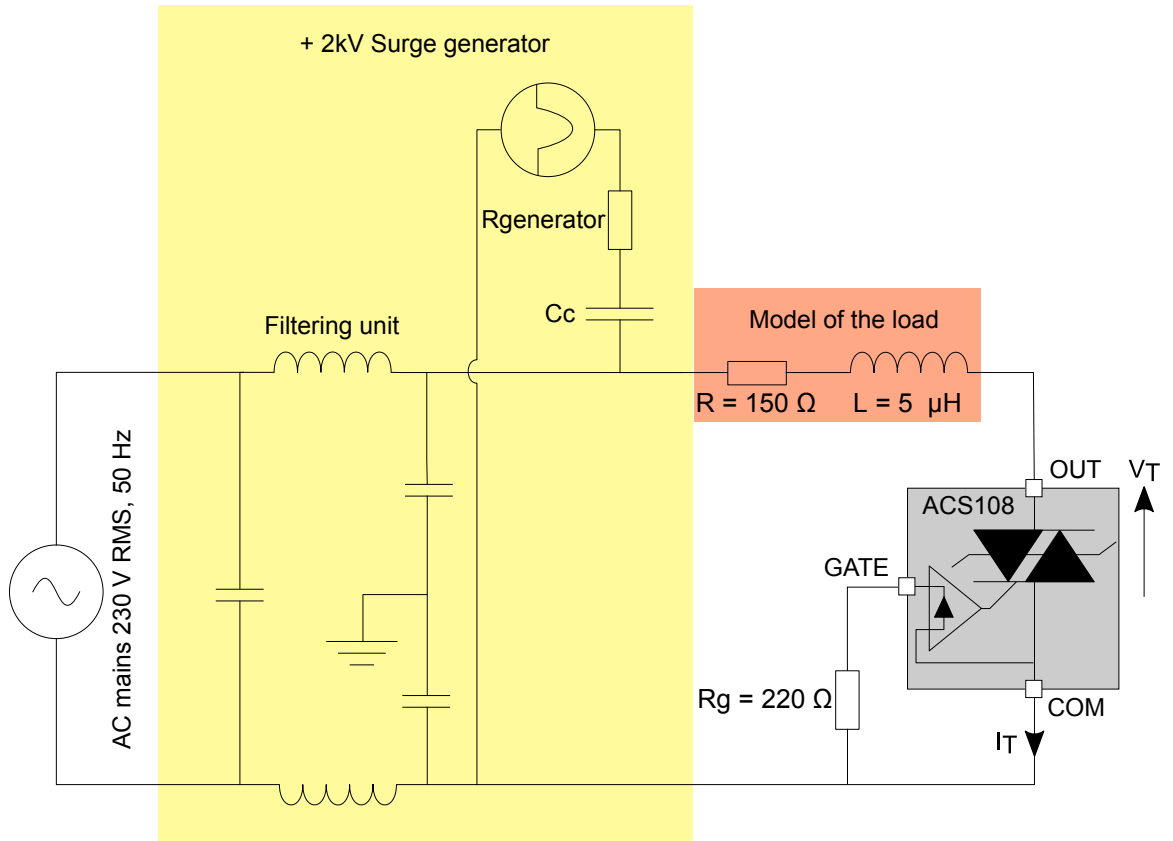 + 2kV Surge generator
Rgenerator
Cc
Filtering unit
Model of the load
R = 150 Ω
L = 5 µH
AC mains 230 V RMS, 50 Hz
OUT
VT
ACS108
GATE
Rg = 220 Ω
COM
IT